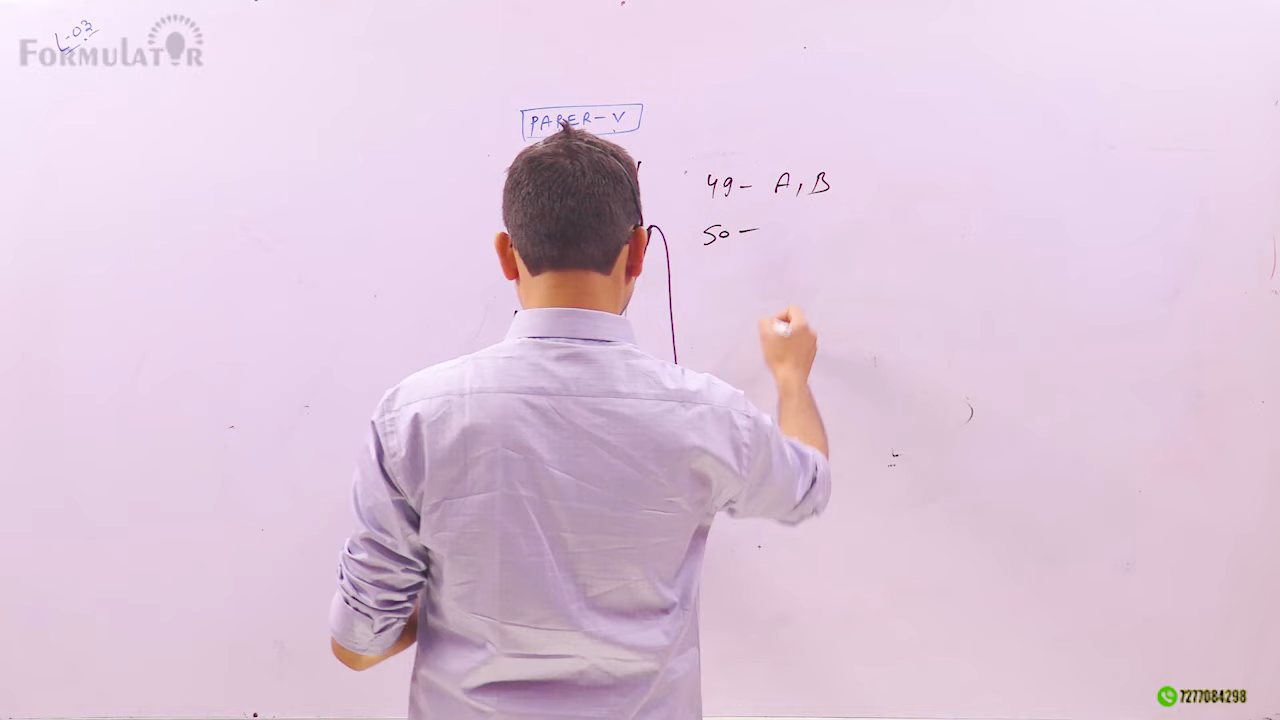 L-03
FORMULATOR
PAPER-V
49- A, B
50-
7277084298